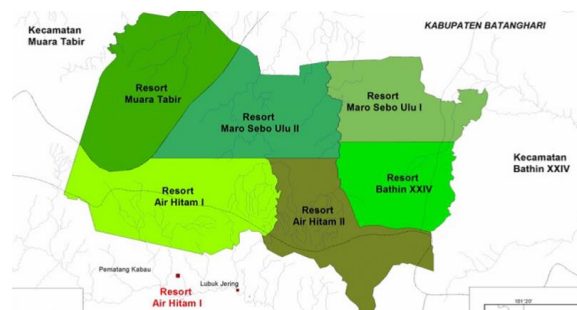 Kecamatan
Muara Tabir
KABUPATEN BATANGHARI
Resort
Muara Tabir
Resort
Maro Sebo Ulu II
Resort
Maro Sebo Ulu I
Kecamatan
Bathin XXIV
Resort
Bathin XXIV
Resort
Air Hitam I
Resort
Air Hitam II
Pematang Kabau
Lubuk Jering
Resort
Air Hitam I